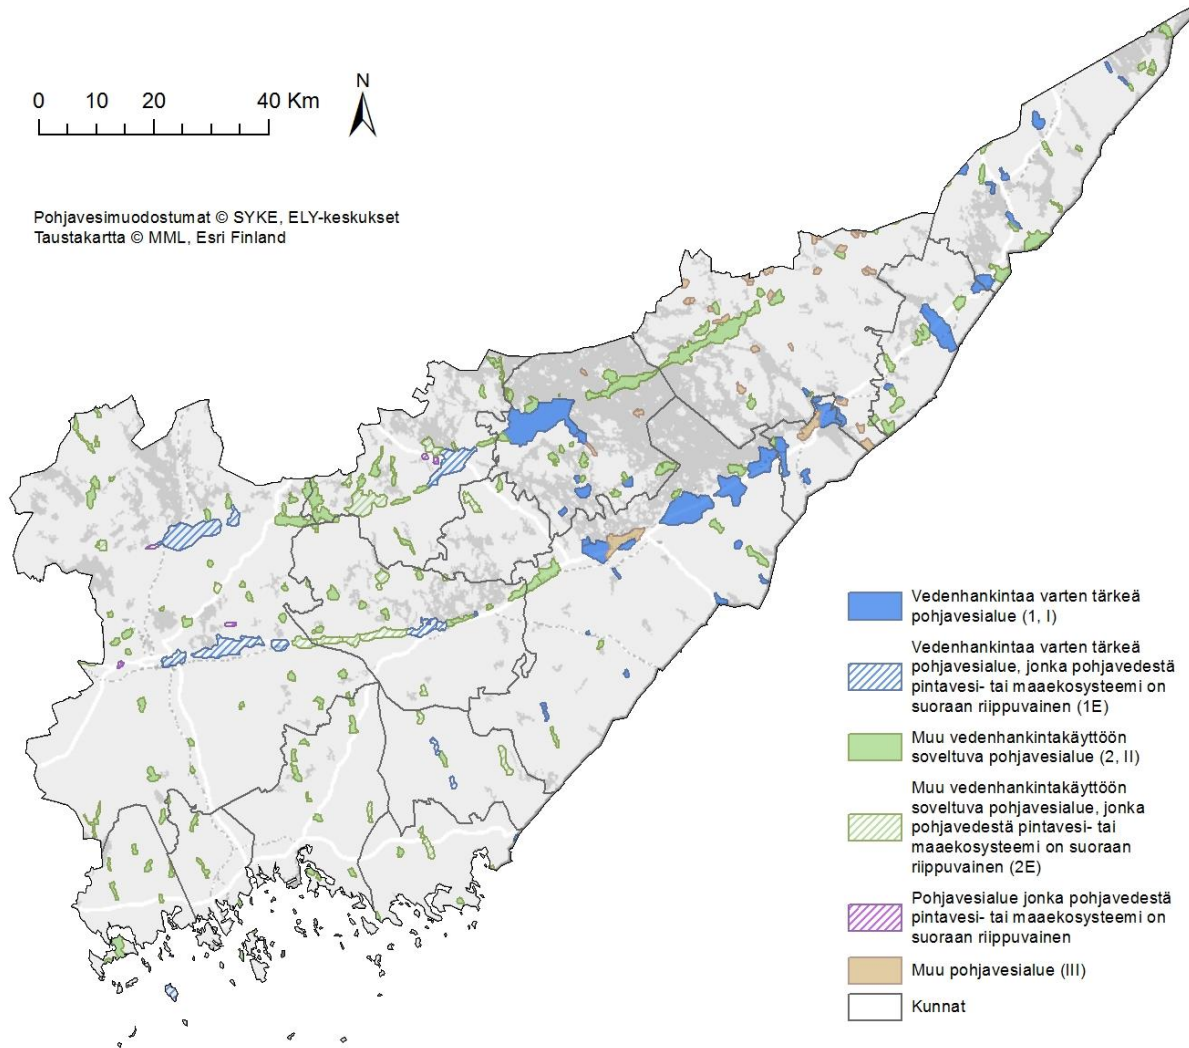 N
0 10 20 40 Km
Pohjavesimuodostumat © SYKE, ELY-keskukset
Taustakartta © MML, Esri Finland
Vedenhankintaa varten tärkeä
pohjavesialue (1, I)
Vedenhankintaa varten tärkeä
pohjavesialue, jonka pohjavedestä
pintavesi- tai maaekosysteemi on
suoraan riippuvainen (1E)
Muu vedenhankintakäyttöön
soveltuva pohjavesialue (2, II)
Muu vedenhankintakäyttöön
soveltuva pohjavesialue, jonka
pohjavedestä pintavesi- tai
maaekosysteemi on suoraan
riippuvainen (2E)
Pohjavesialue jonka pohjavedestä
pintavesi- tai maaekosysteemi on
suoraan riippuvainen
Muu pohjavesialue (III)
Kunnat